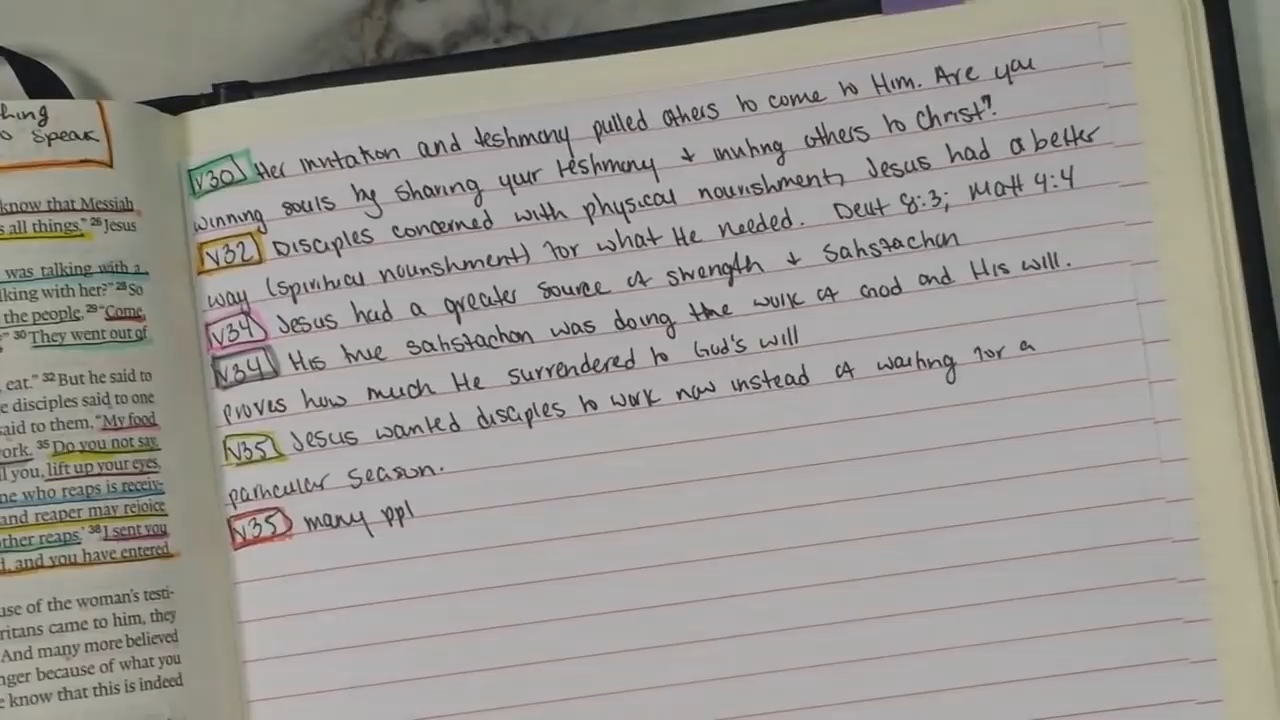 hing
o speak
know that Messiah
s all things." 26 Jesus
was talking with a
lking with her?" 28 So
the people, 29 "Come,
" 30 They went out of
eat." 32 But he said to
e disciples said to one
said to them, "My food
ork. 35 Do you not say,
ll you, lift up your eyes,
ne who reaps is receiv-
and reaper may rejoice
other reaps.' 38 I sent you
d, and you have entered
use of the woman's testi-
ritans came to him, they
And many more believed
nger because of what you
e know that this is indeed
V30 Her invitation and testimony pulled others to come to Him. Are you
winning souls by sharing your testimony + inviting others to Christ?
V32 Disciples concerned with physical nourishment, Jesus had a better
way (spiritual nourishment) for what He needed. Deut 8:3; Matt 4:4
V34 Jesus had a greater source of strength + satisfaction
V34 His true satisfaction was doing the work of God and His will.
proves how much He surrendered to God's will
V35 Jesus wanted disciples to work now instead of waiting for a
particular season.
V35 many ppl